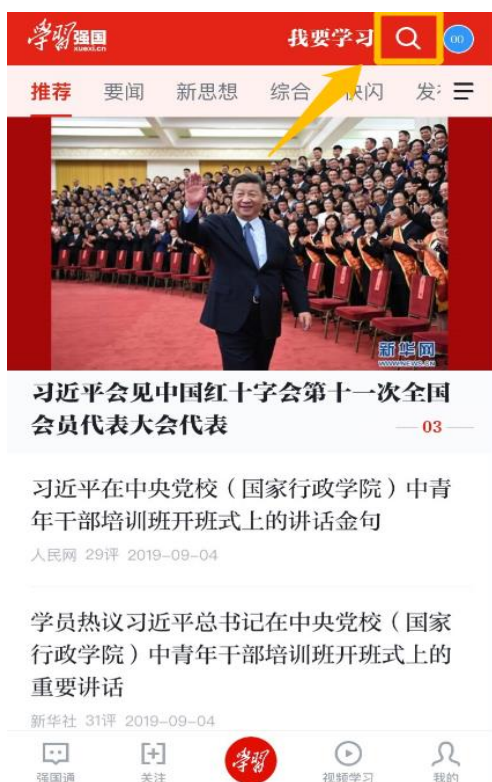 学习强国
xuexi.cn
我要学习
00
推荐 要闻 新思想 综合 快闪 发
新华网
WWW.NEWS.CN
习近平会见中国红十字会第十一次全国
会员代表大会代表
03
习近平在中央党校（国家行政学院）中青
年干部培训班开班式上的讲话金句
人民网 29评 2019-09-04
学员热议习近平总书记在中央党校（国家
行政学院）中青年干部培训班开班式上的
重要讲话
新华社 31评 2019-09-04
学习
强国通 关注 视频学习 我的